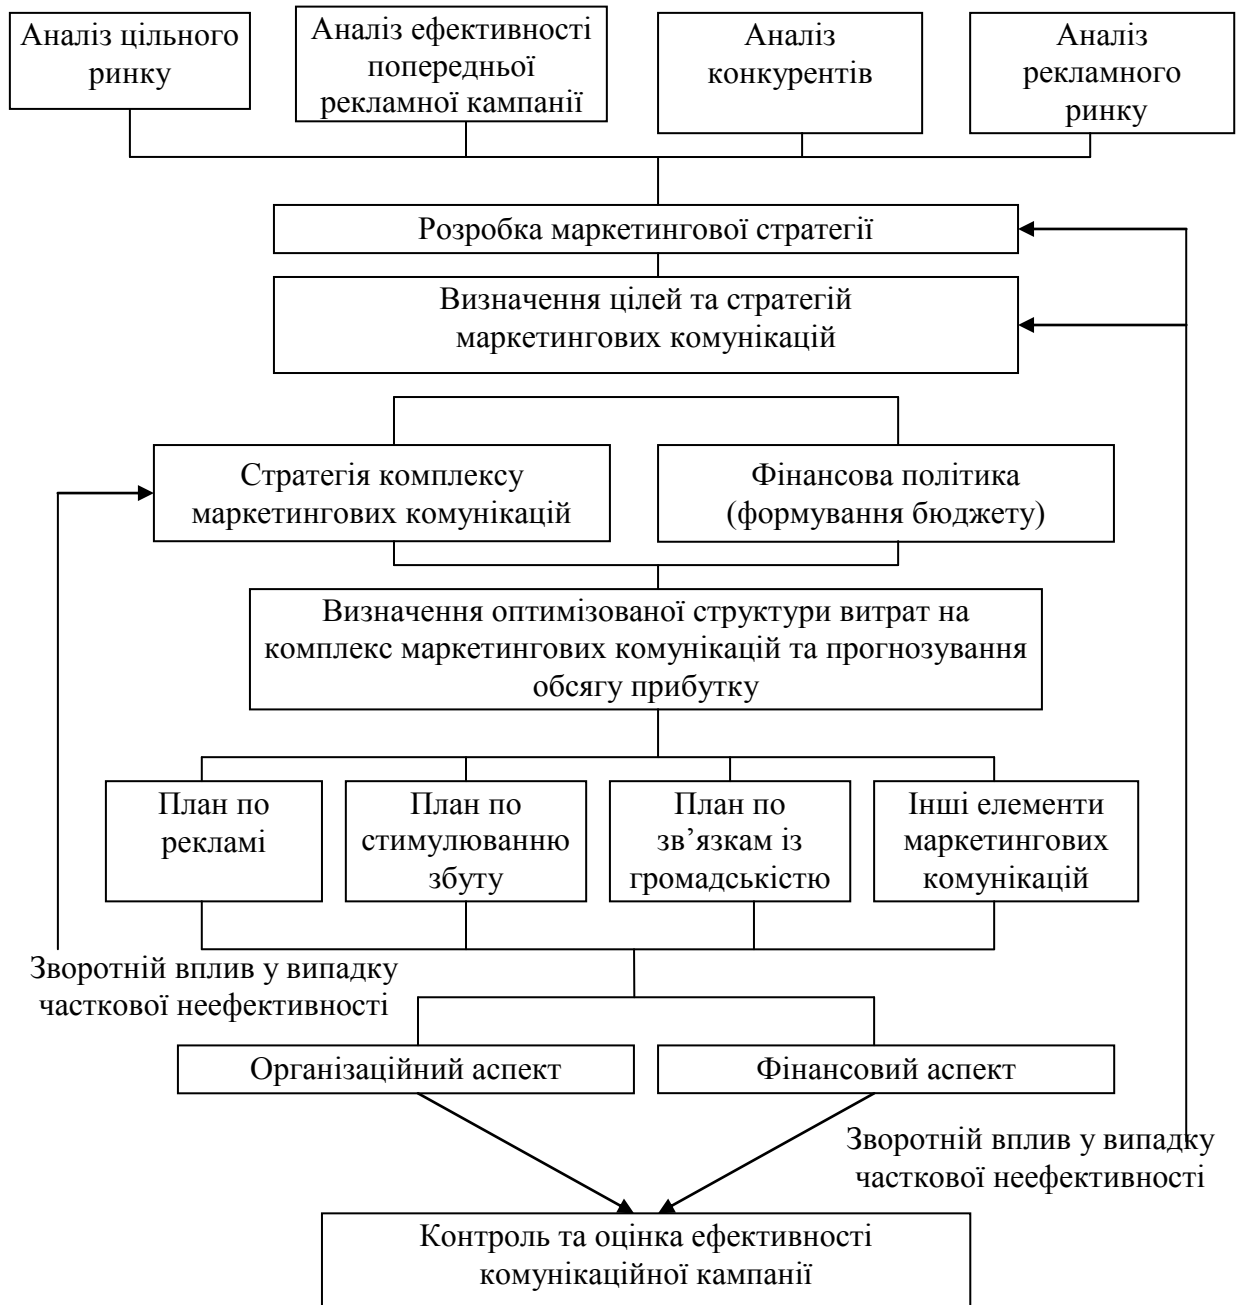 Аналіз цільного
ринку
Аналіз ефективності
попередньої
рекламної кампанії
Аналіз
конкурентів
Аналіз
рекламного
ринку
Розробка маркетингової стратегії
Визначення цілей та стратегій
маркетингових комунікацій
Стратегія комплексу
маркетингових комунікацій
Фінансова політика
(формування бюджету)
Визначення оптимізованої структури витрат на
комплекс маркетингових комунікацій та прогнозування
обсягу прибутку
План по
рекламі
План по
стимулюванню
збуту
План по
зв’язкам із
громадськістю
Інші елементи
маркетингових
комунікацій
Зворотній вплив у випадку
часткової неефективності
Організаційний аспект
Фінансовий аспект
Зворотній вплив у випадку
часткової неефективності
Контроль та оцінка ефективності
комунікаційної кампанії